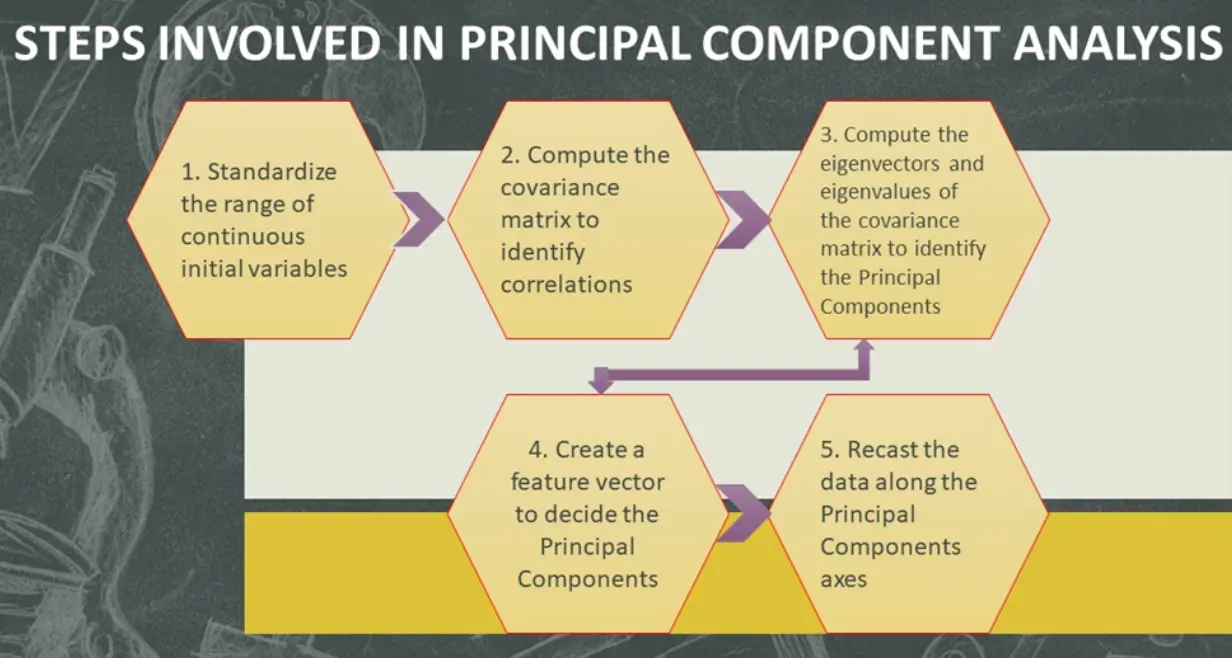 STEPS INVOLVED IN PRINCIPAL COMPONENT ANALYSIS
1. Standardize
the range of
continuous
initial variables
2. Compute the
covariance
matrix to
identify
correlations
3. Compute the
eigenvectors and
eigenvalues of
the covariance
matrix to identify
the Principal
Components
4. Create a
feature vector
to decide the
Principal
Components
5. Recast the
data along the
Principal
Components
axes